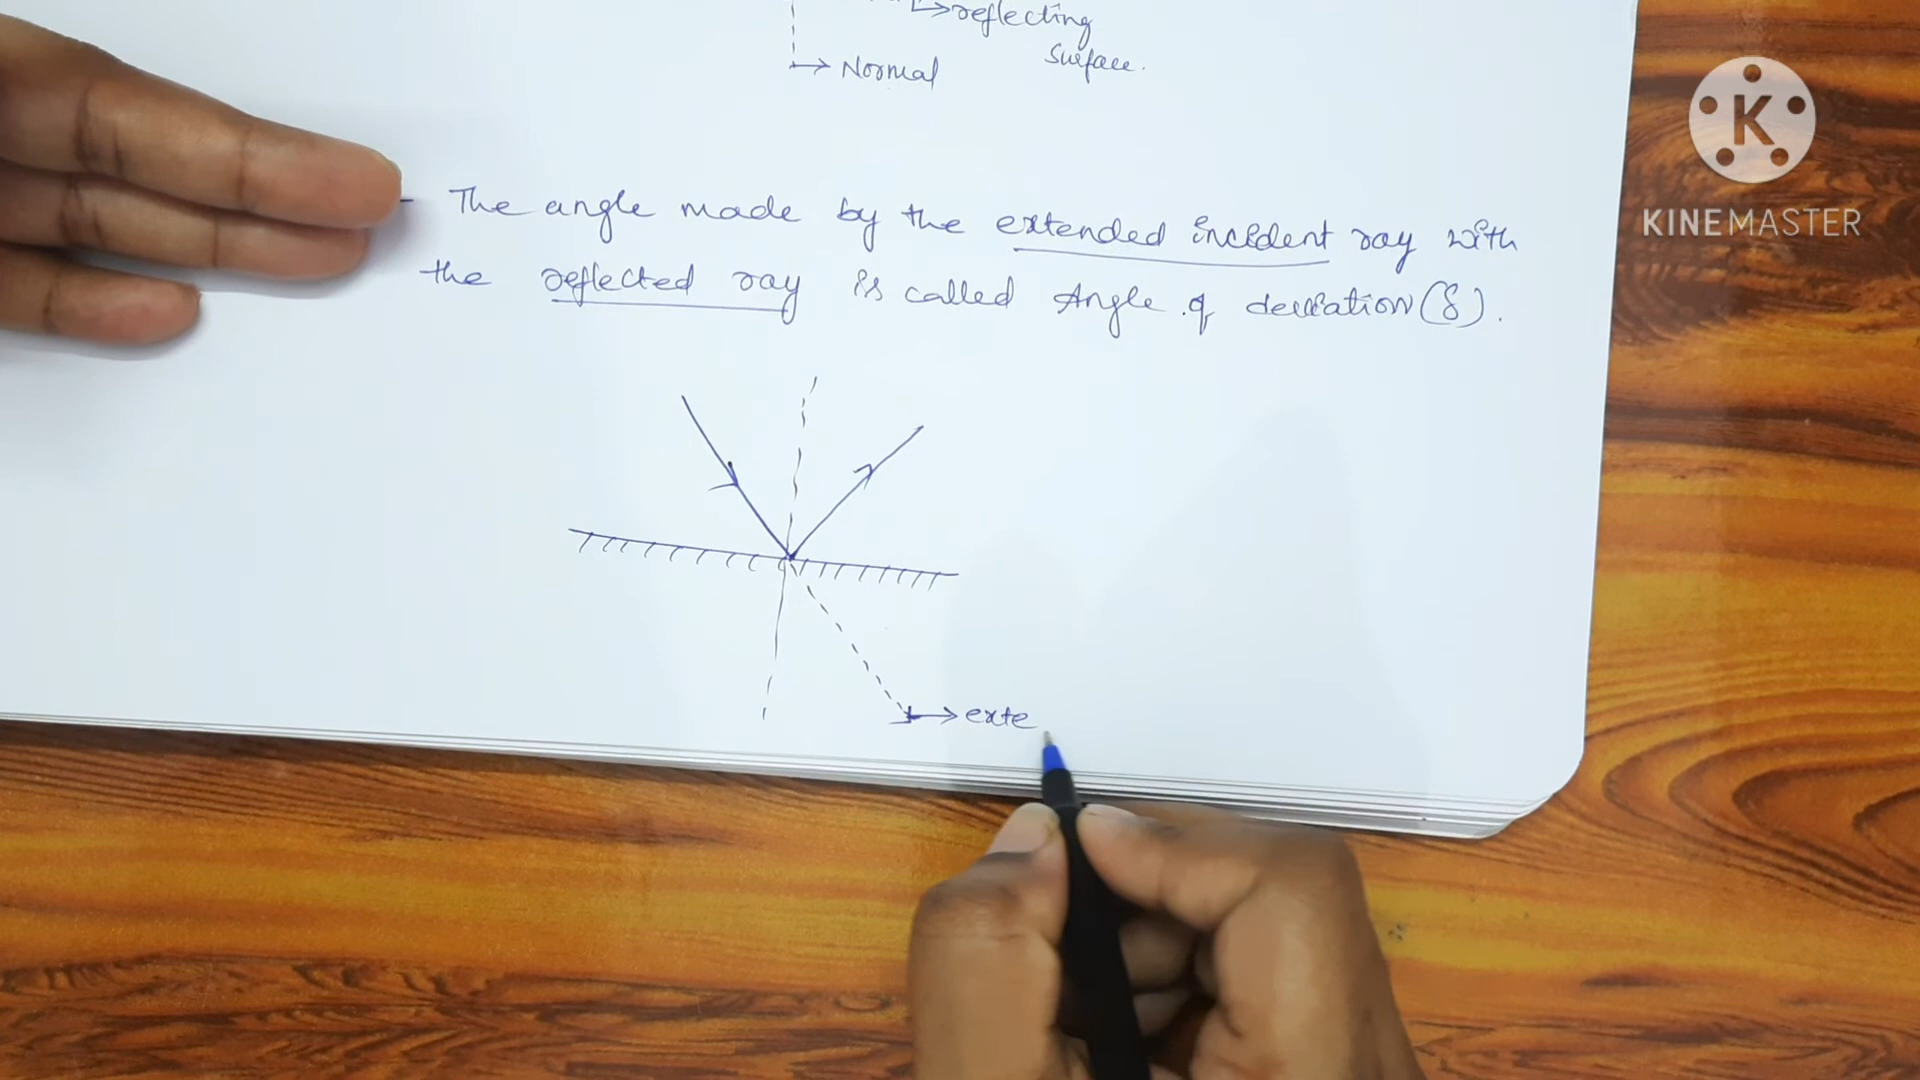 reflecting
surface.
Normal
K
KINEMASTER
- The angle made by the extended incident ray with
the reflected ray is called Angle of deviation (δ).
exte